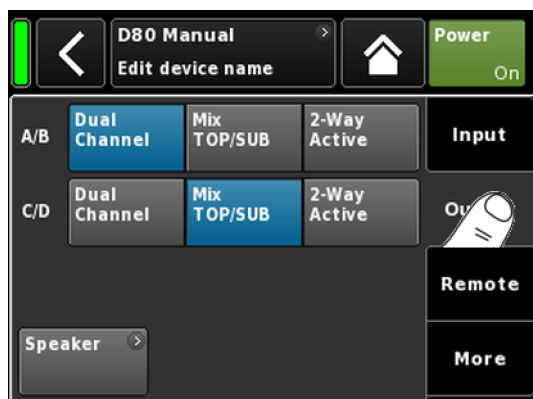 D80 Manual
Edit device name
Power
On
A/B
Dual
Channel
Mix
TOP/SUB
2-Way
Active
Input
C/D
Dual
Channel
Mix
TOP/SUB
2-Way
Active
Remote
Speaker
More